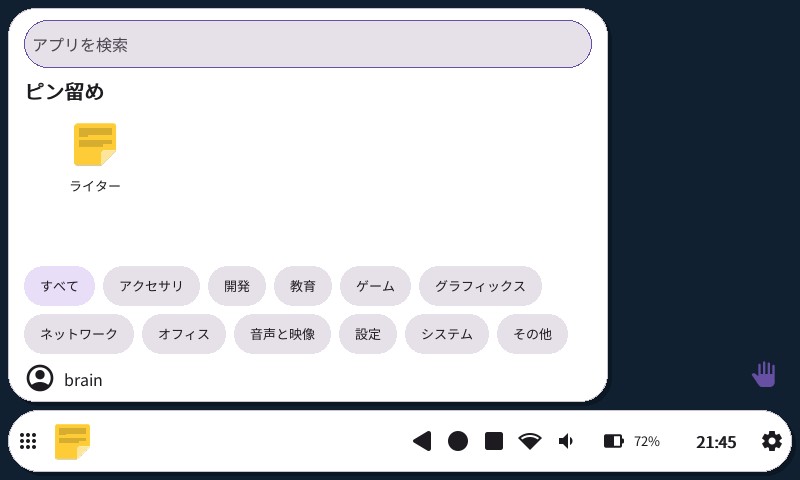 アプリを検索
ピン留め
ライター
すべて アクセサリ 開発 教育 ゲーム グラフィックス
ネットワーク オフィス 音声と映像 設定 システム その他
brain
72% 21:45